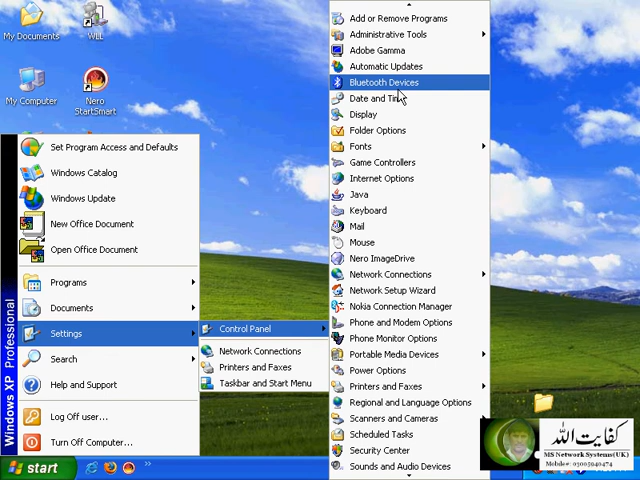 My Documents
WLL
My Computer
Nero
StartSmart
Set Program Access and Defaults
Windows Catalog
Windows Update
New Office Document
Open Office Document
Programs
Documents
Settings
Search
Help and Support
Log Off user...
Turn Off Computer...
Windows XP Professional
start
Control Panel
Network Connections
Printers and Faxes
Taskbar and Start Menu
Add or Remove Programs
Administrative Tools
Adobe Gamma
Automatic Updates
Bluetooth Devices
Date and Time
Display
Folder Options
Fonts
Game Controllers
Internet Options
Java
Keyboard
Mail
Mouse
Nero ImageDrive
Network Connections
Network Setup Wizard
Nokia Connection Manager
Phone and Modem Options
Phone Monitor Options
Portable Media Devices
Power Options
Printers and Faxes
Regional and Language Options
Scanners and Cameras
Scheduled Tasks
Security Center
Sounds and Audio Devices
کفایت اللہ
MS Network Systems(UK)
Mobile#: 03005040474